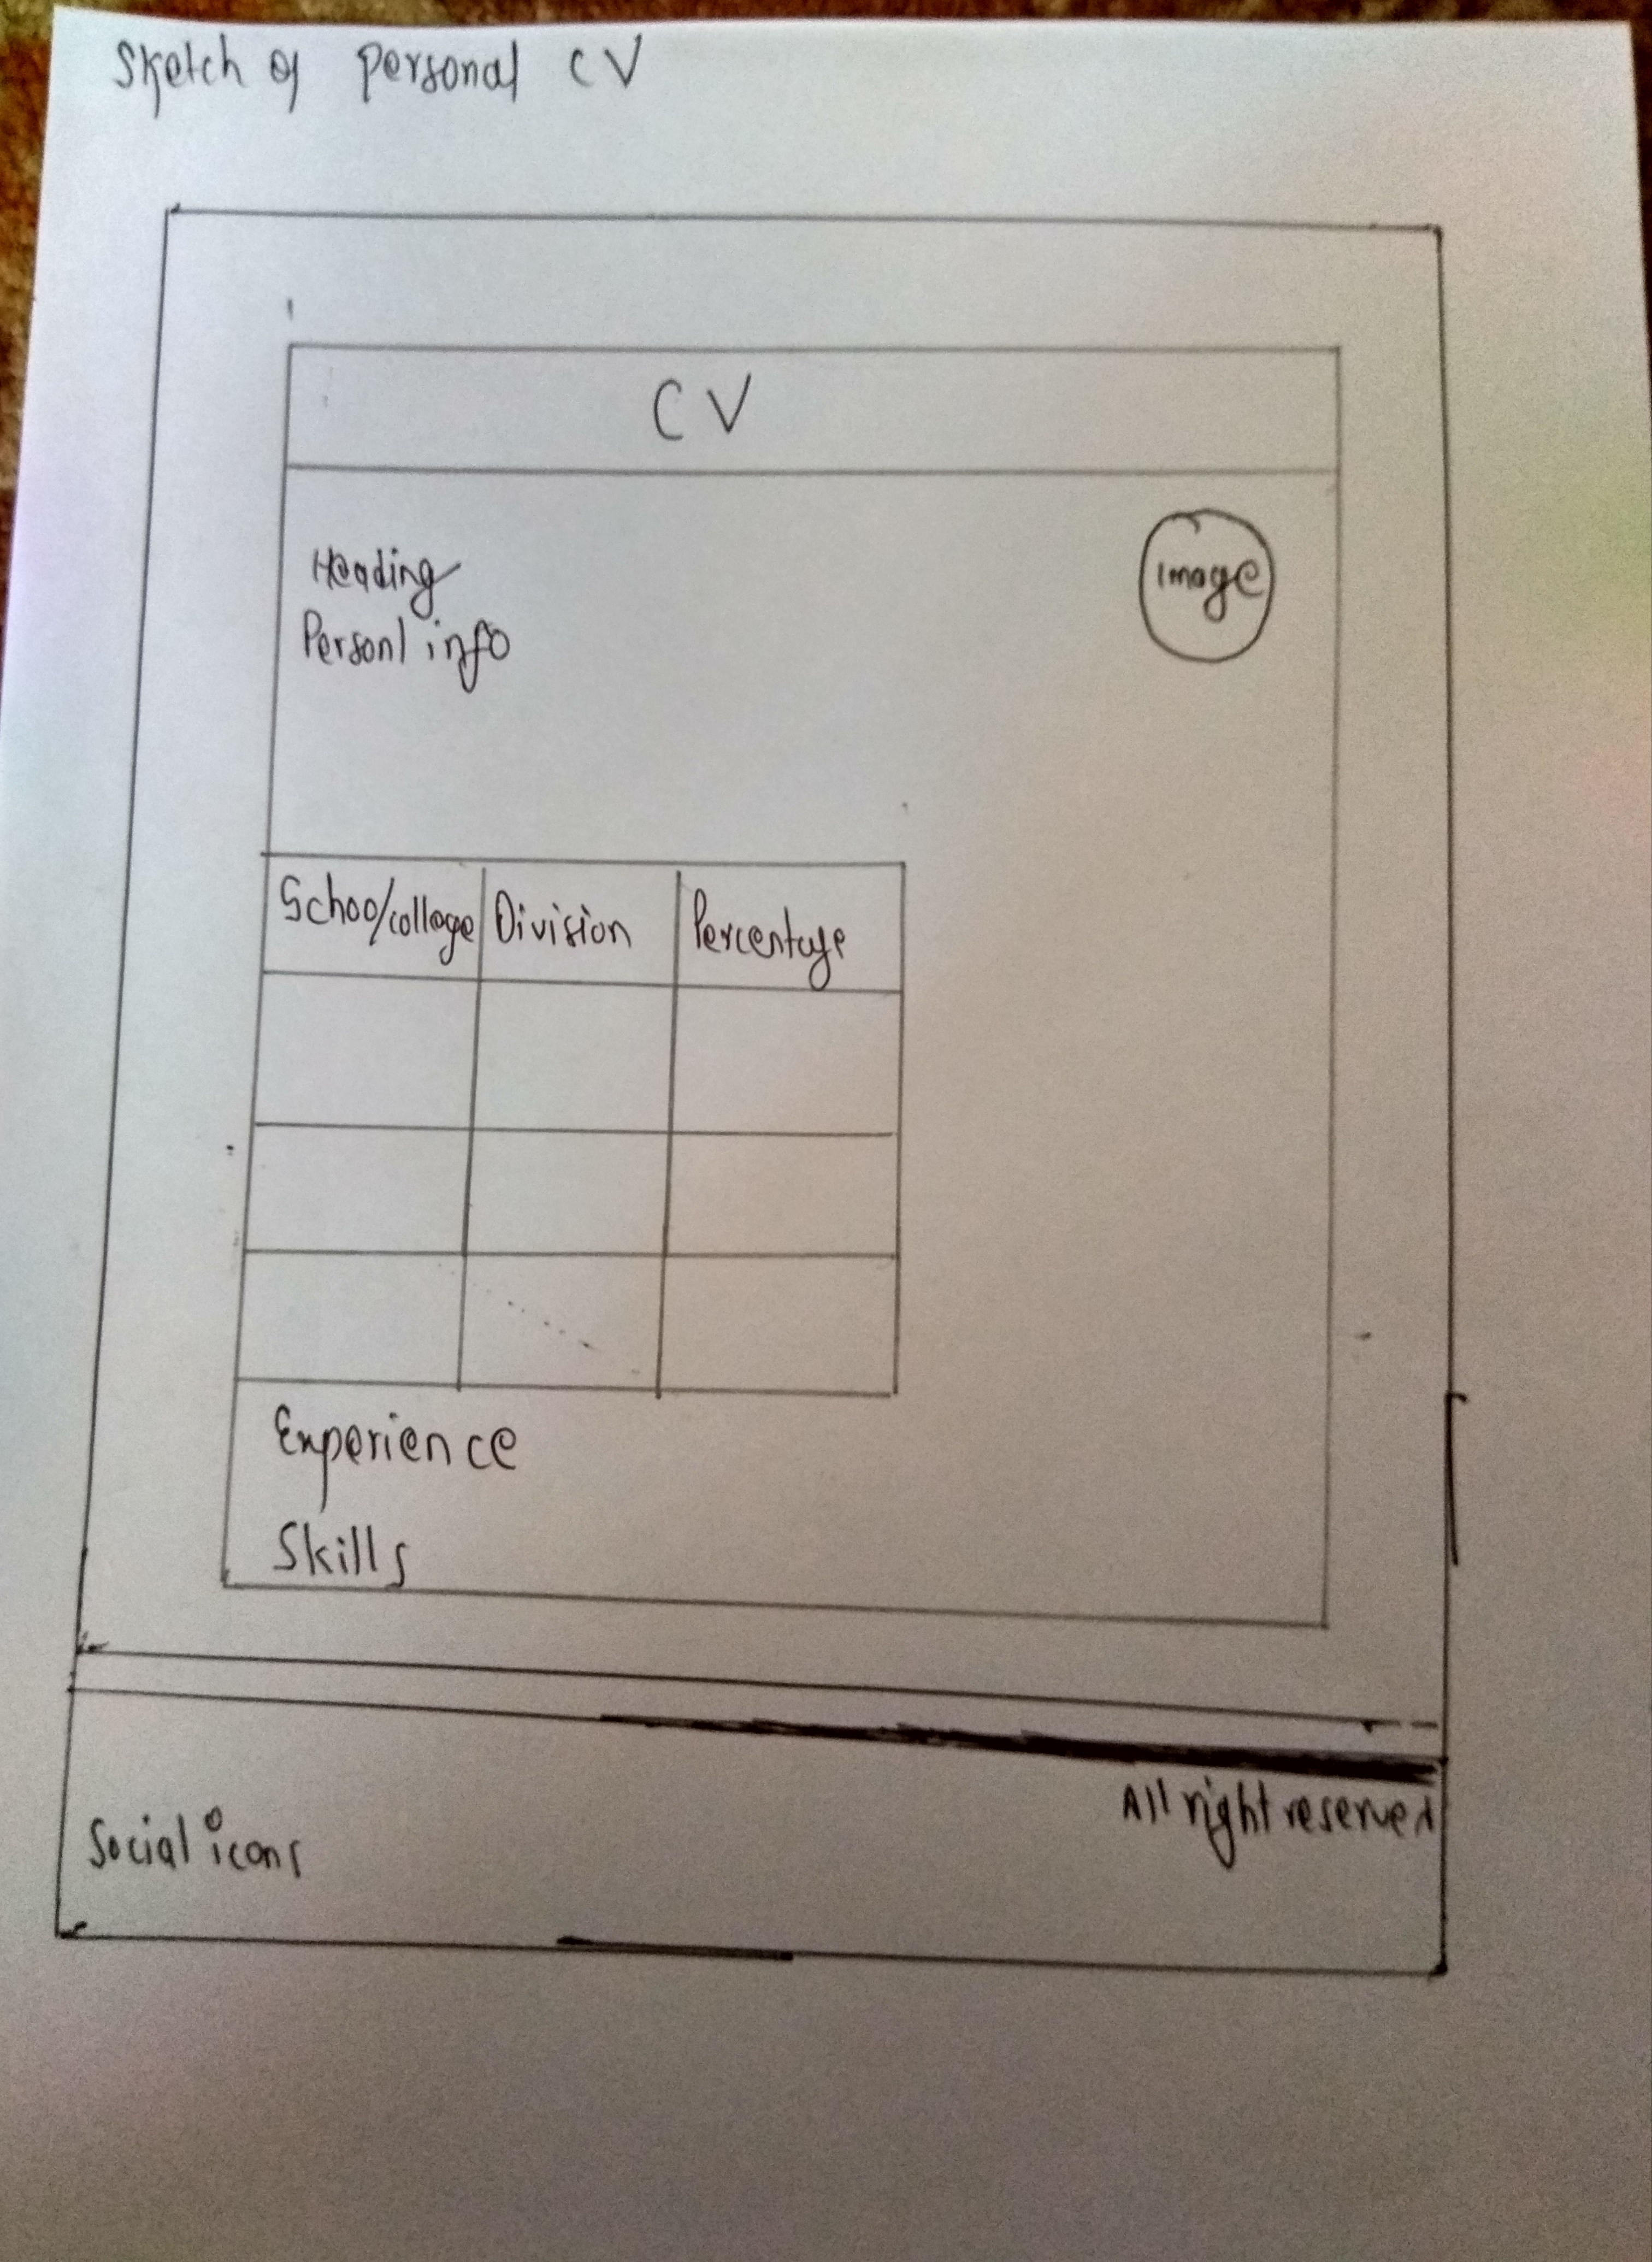 Sketch of personal CV
CV
Heading
Image
Personl info
School/college Division Percentage
Experience
Skills
All right reserved
Social icons